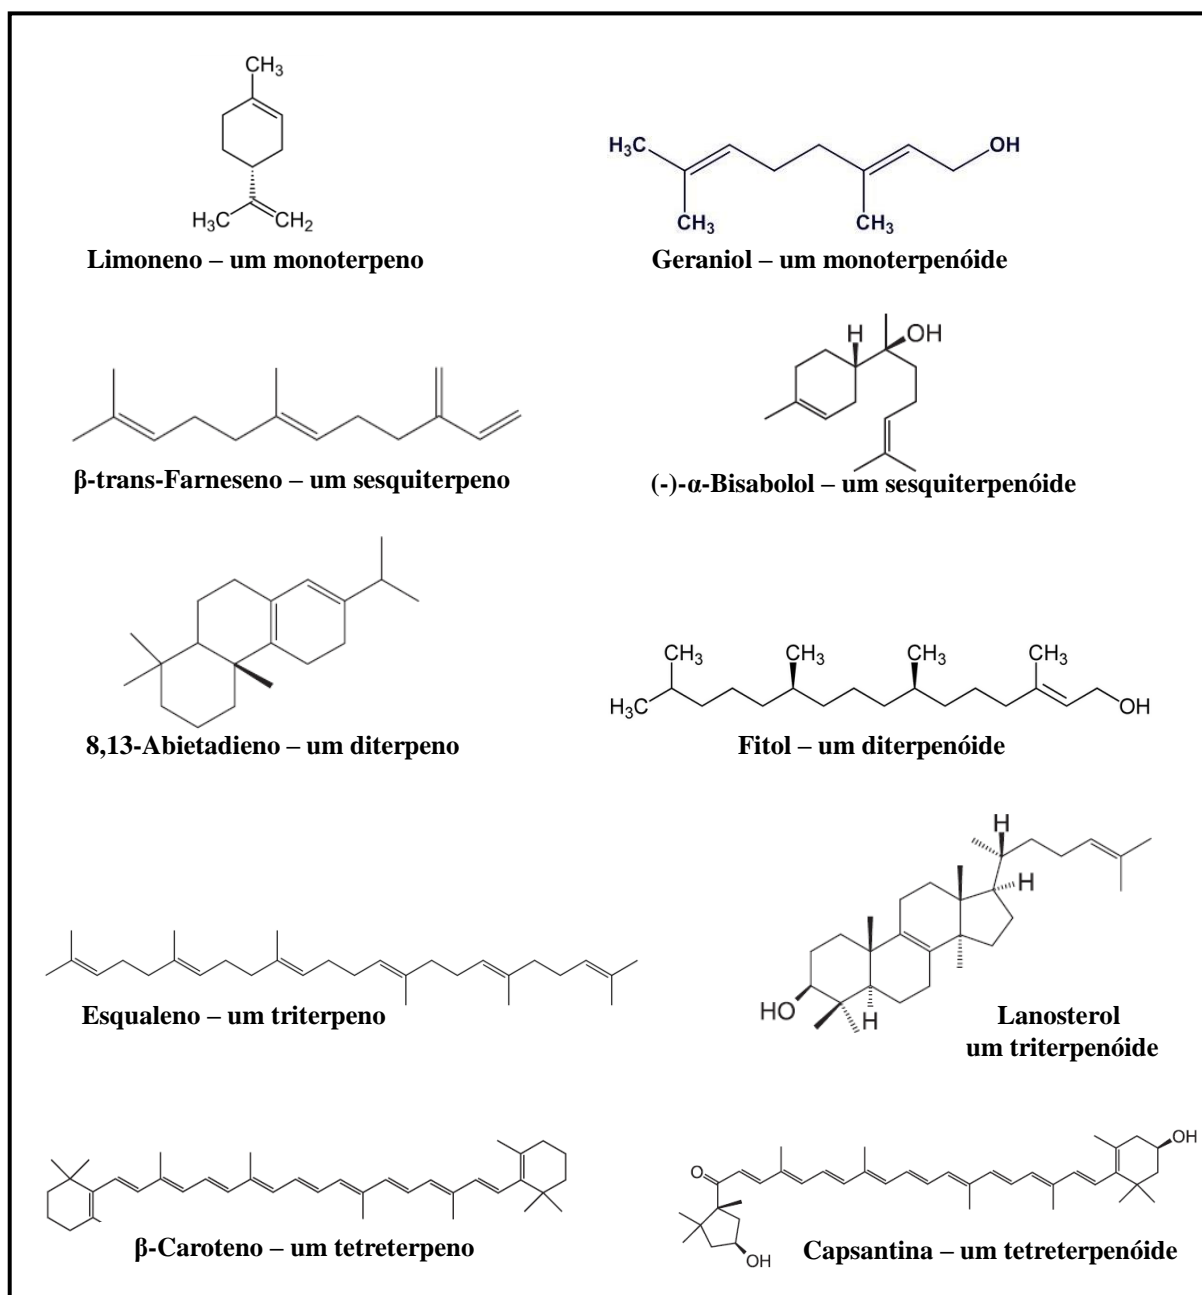 CH3
H3C
CH2
Limoneno – um monoterpeno
H3C
CH3
CH3
OH
Geraniol – um monoterpenóide
β-trans-Farneseno – um sesquiterpeno
H
OH
(-)-α-Bisabolol – um sesquiterpenóide
8,13-Abietadieno – um diterpeno
CH3
CH3
CH3
CH3
H3C
OH
Fitol – um diterpenóide
Esqualeno – um triterpeno
H
H
HO
H
Lanosterol
um triterpenóide
β-Caroteno – um tetreterpeno
OH
O
OH
Capsantina – um tetreterpenóide